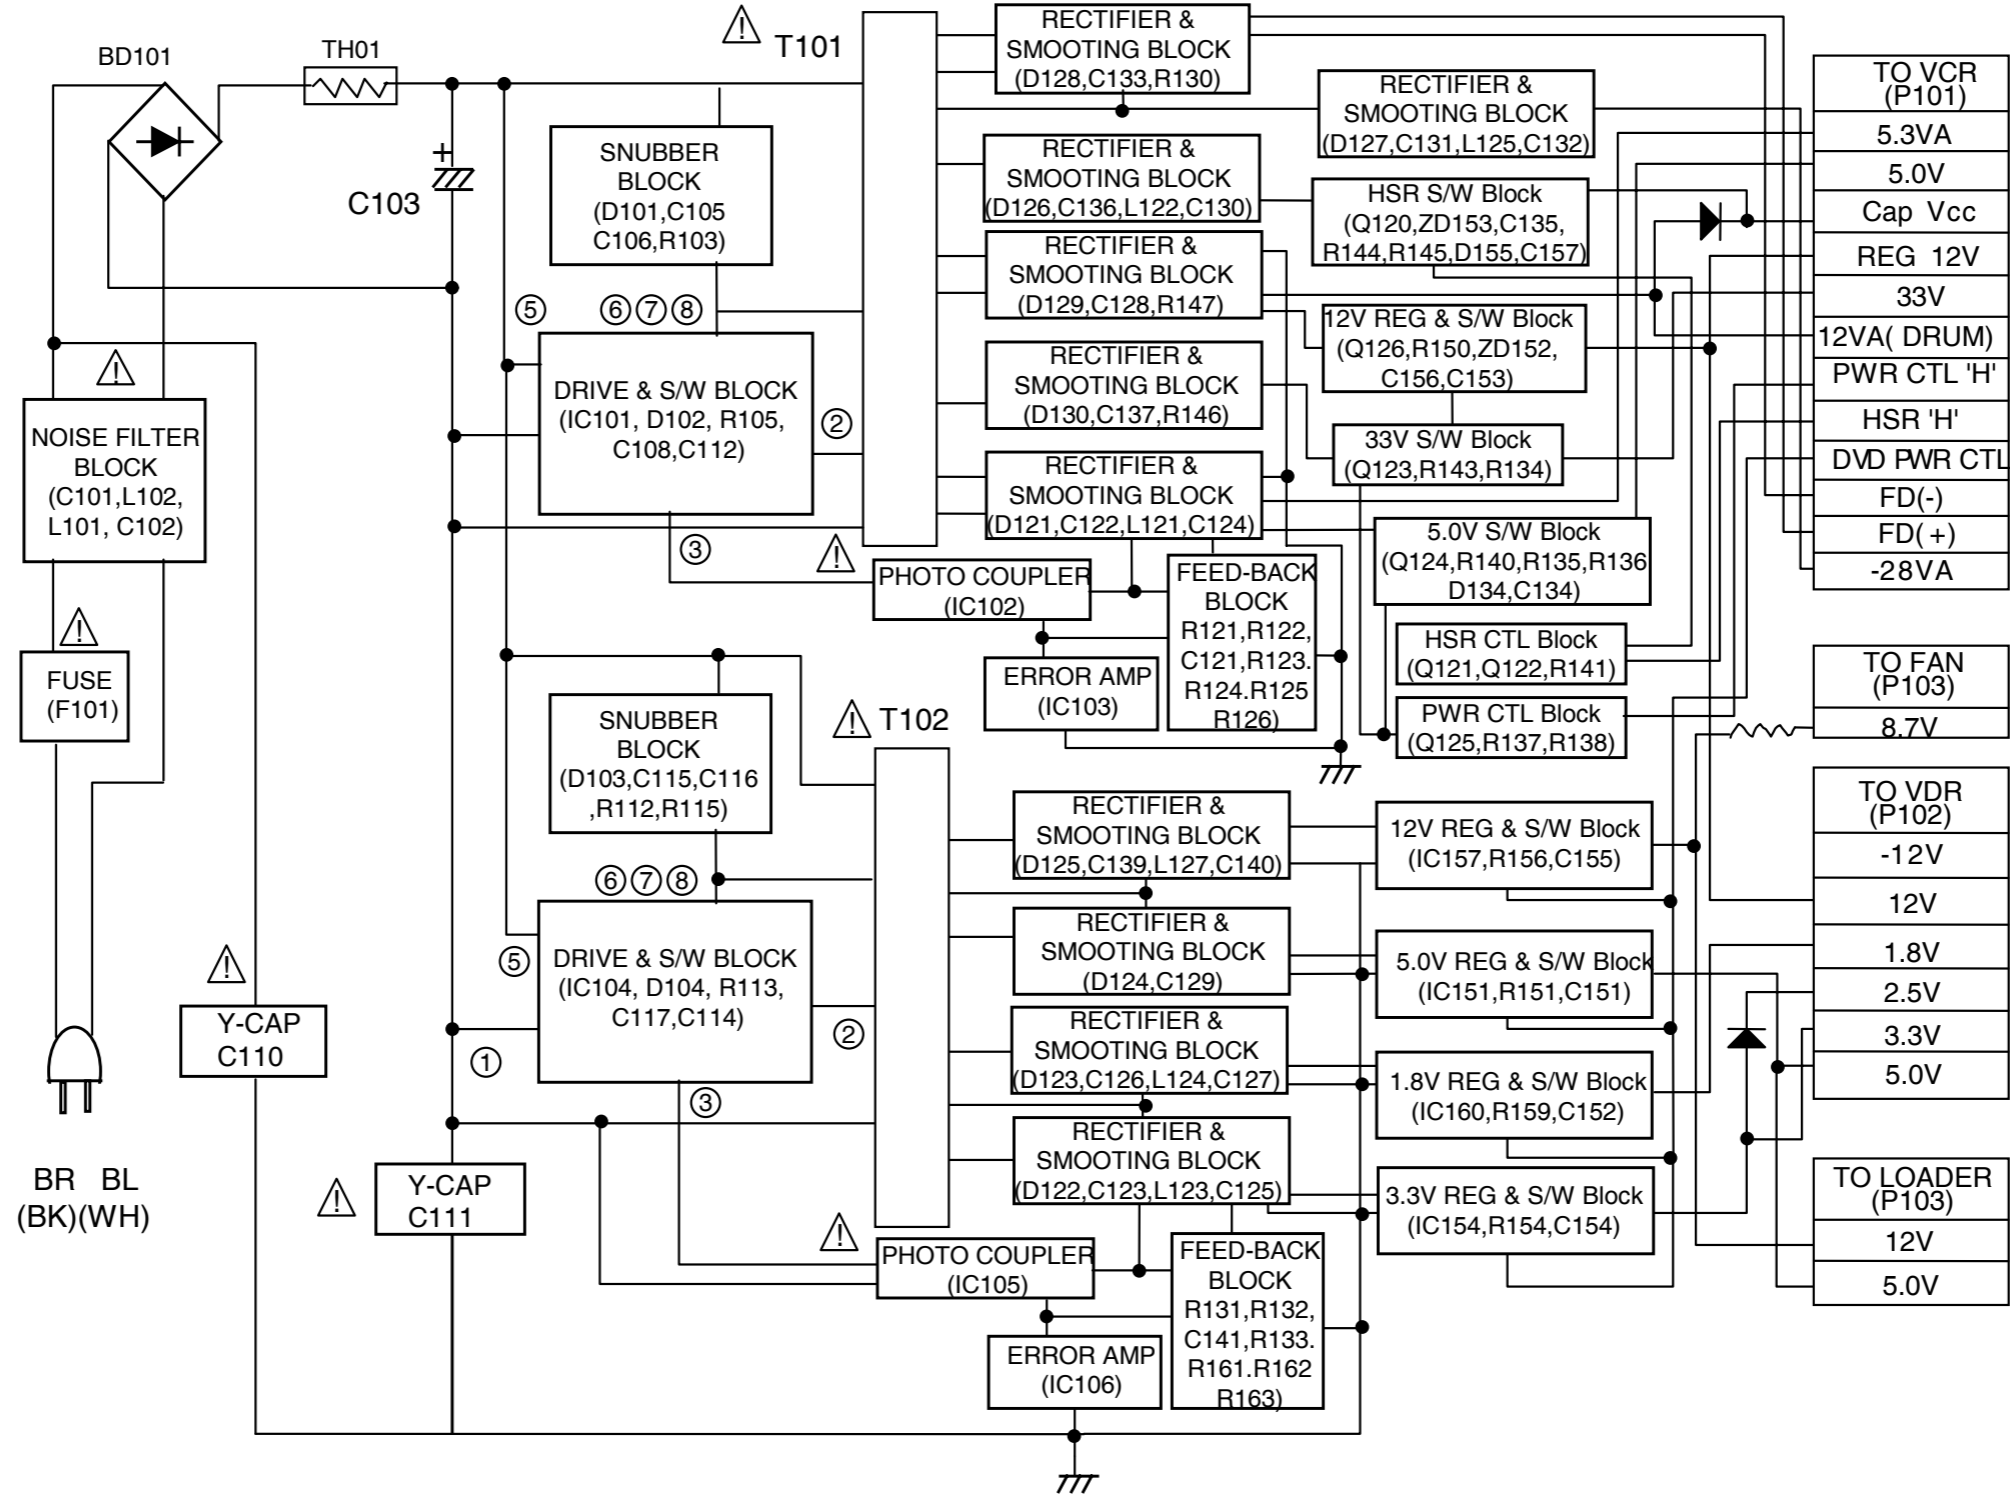 BD101
TH01
C103
+
NOISE FILTER
BLOCK
(C101,L102,
L101, C102)
FUSE
(F101)
BR BL
(BK)(WH)
Y-CAP
C110
Y-CAP
C111
SNUBBER
BLOCK
(D101,C105
C106,R103)
⑤
⑥⑦⑧
DRIVE & S/W BLOCK
(IC101, D102, R105,
C108,C112)
②
③
SNUBBER
BLOCK
(D103,C115,C116
,R112,R115)
⑥⑦⑧
⑤
DRIVE & S/W BLOCK
(IC104, D104, R113,
C117,C114)
①
②
③
! T101
! T102
!
!
!
!
!
!
!
RECTIFIER &
SMOOTING BLOCK
(D128,C133,R130)
RECTIFIER &
SMOOTING BLOCK
(D127,C131,L125,C132)
RECTIFIER &
SMOOTING BLOCK
(D126,C136,L122,C130)
HSR S/W Block
(Q120,ZD153,C135,
R144,R145,D155,C157)
RECTIFIER &
SMOOTING BLOCK
(D129,C128,R147)
12V REG & S/W Block
(Q126,R150,ZD152,
C156,C153)
RECTIFIER &
SMOOTING BLOCK
(D130,C137,R146)
33V S/W Block
(Q123,R143,R134)
RECTIFIER &
SMOOTING BLOCK
(D121,C122,L121,C124)
5.0V S/W Block
(Q124,R140,R135,R136
D134,C134)
PHOTO COUPLER
(IC102)
FEED-BACK
BLOCK
R121,R122,
C121,R123.
R124.R125
R126)
ERROR AMP
(IC103)
HSR CTL Block
(Q121,Q122,R141)
PWR CTL Block
(Q125,R137,R138)
RECTIFIER &
SMOOTING BLOCK
(D125,C139,L127,C140)
12V REG & S/W Block
(IC157,R156,C155)
RECTIFIER &
SMOOTING BLOCK
(D124,C129)
5.0V REG & S/W Block
(IC151,R151,C151)
RECTIFIER &
SMOOTING BLOCK
(D123,C126,L124,C127)
1.8V REG & S/W Block
(IC160,R159,C152)
RECTIFIER &
SMOOTING BLOCK
(D122,C123,L123,C125)
3.3V REG & S/W Block
(IC154,R154,C154)
PHOTO COUPLER
(IC105)
FEED-BACK
BLOCK
R131,R132,
C141,R133.
R161.R162
R163)
ERROR AMP
(IC106)
TO VCR
(P101)
5.3VA
5.0V
Cap Vcc
REG 12V
33V
12VA( DRUM)
PWR CTL 'H'
HSR 'H'
DVD PWR CTL
FD(-)
FD(+)
-28VA
TO FAN
(P103)
8.7V
TO VDR
(P102)
-12V
12V
1.8V
2.5V
3.3V
5.0V
TO LOADER
(P103)
12V
5.0V